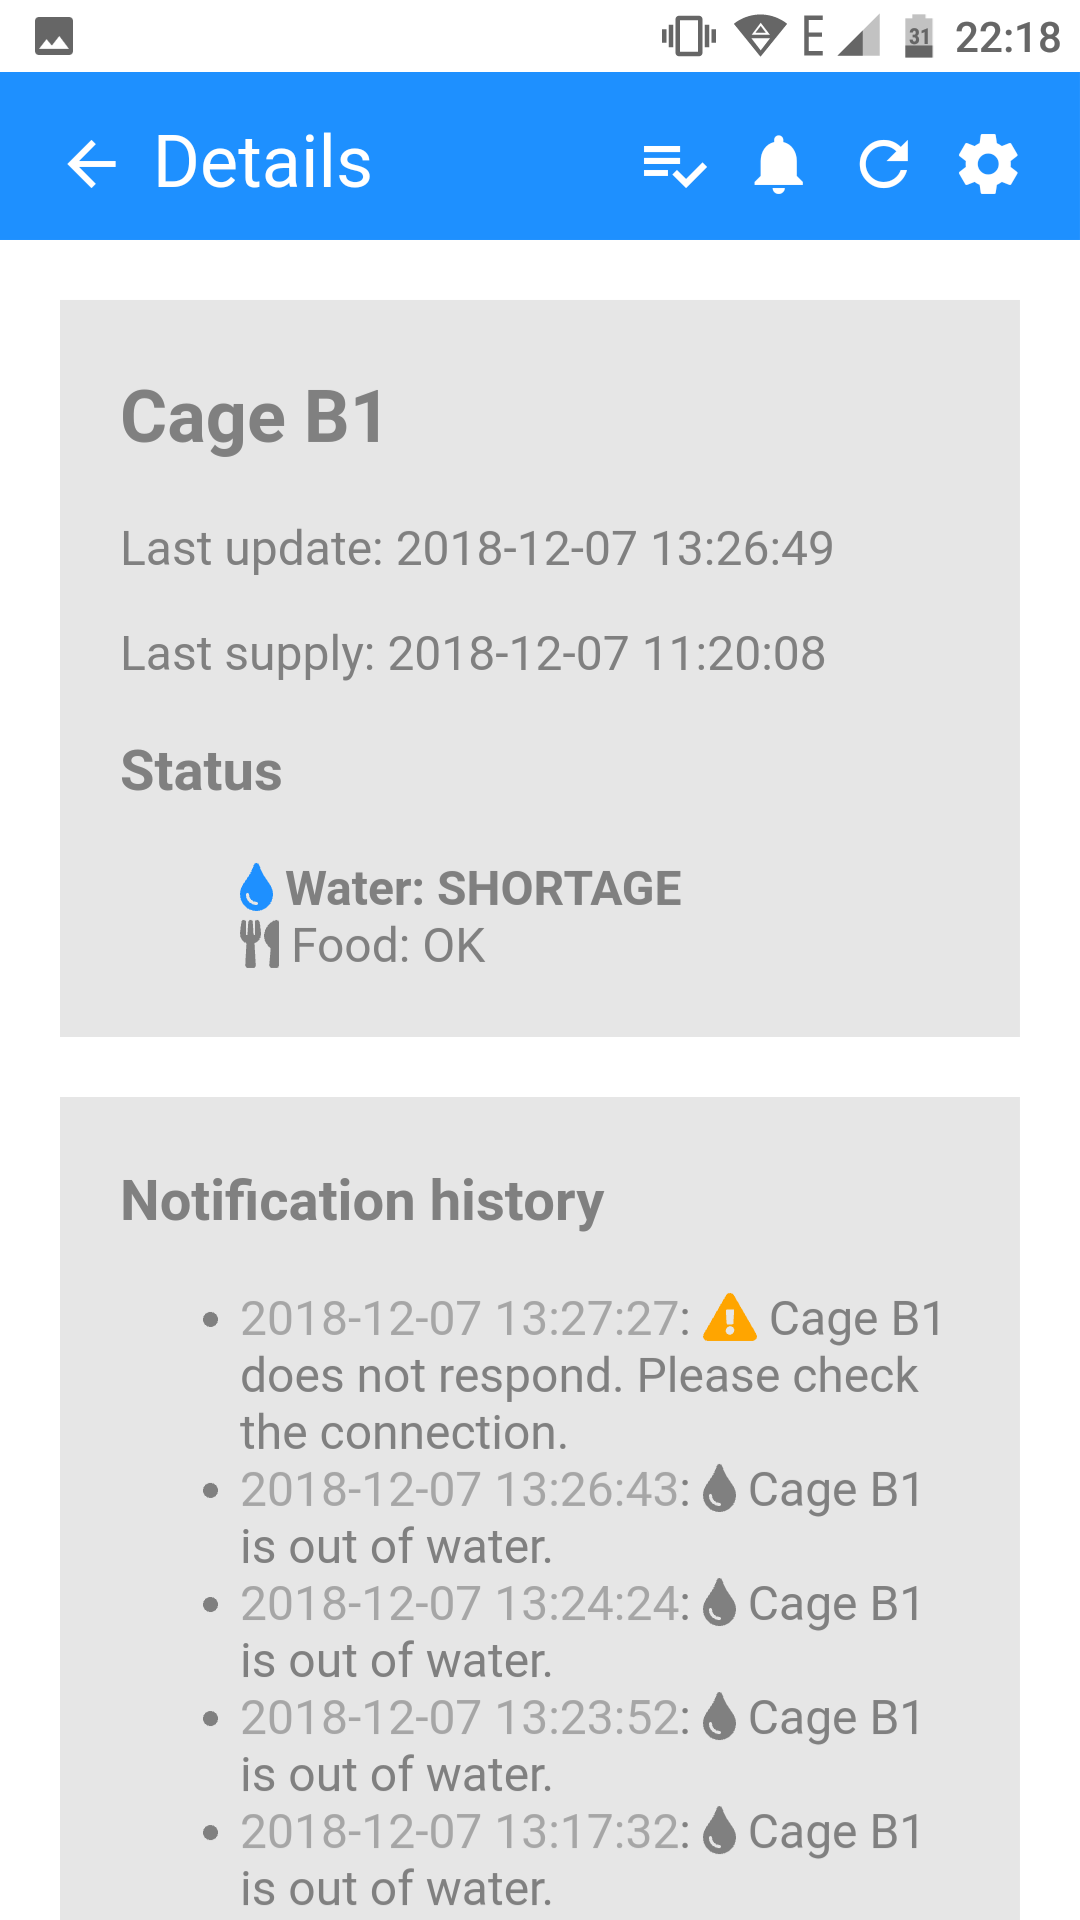 E 31 22:18
Details
Cage B1
Last update: 2018-12-07 13:26:49
Last supply: 2018-12-07 11:20:08
Status
Water: SHORTAGE
Food: OK
Notification history
2018-12-07 13:27:27: Cage B1
does not respond. Please check
the connection.
2018-12-07 13:26:43: Cage B1
is out of water.
2018-12-07 13:24:24: Cage B1
is out of water.
2018-12-07 13:23:52: Cage B1
is out of water.
2018-12-07 13:17:32: Cage B1
is out of water.